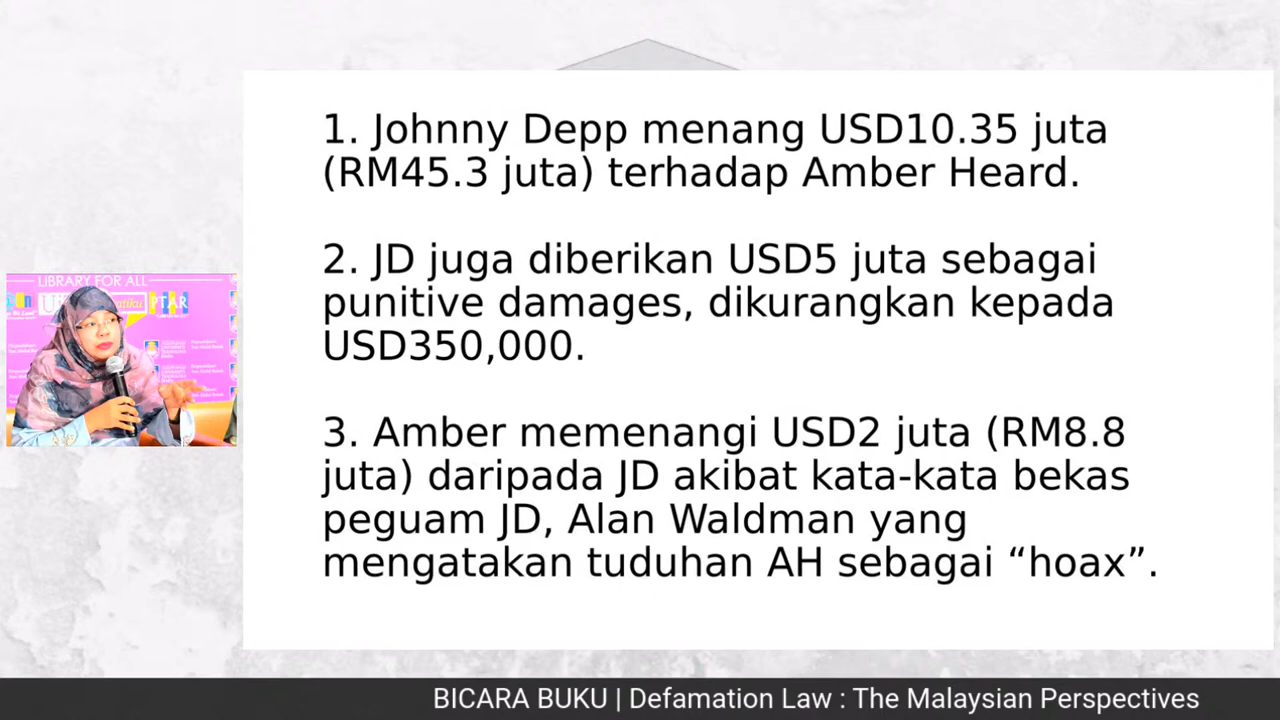 1. Johnny Depp menang USD10.35 juta
(RM45.3 juta) terhadap Amber Heard.
2. JD juga diberikan USD5 juta sebagai
punitive damages, dikurangkan kepada
USD350,000.
3. Amber memenangi USD2 juta (RM8.8
juta) daripada JD akibat kata-kata bekas
peguam JD, Alan Waldman yang
mengatakan tuduhan AH sebagai “hoax”.
LIBRARY FOR ALL
PTAR
BICARA BUKU | Defamation Law : The Malaysian Perspectives